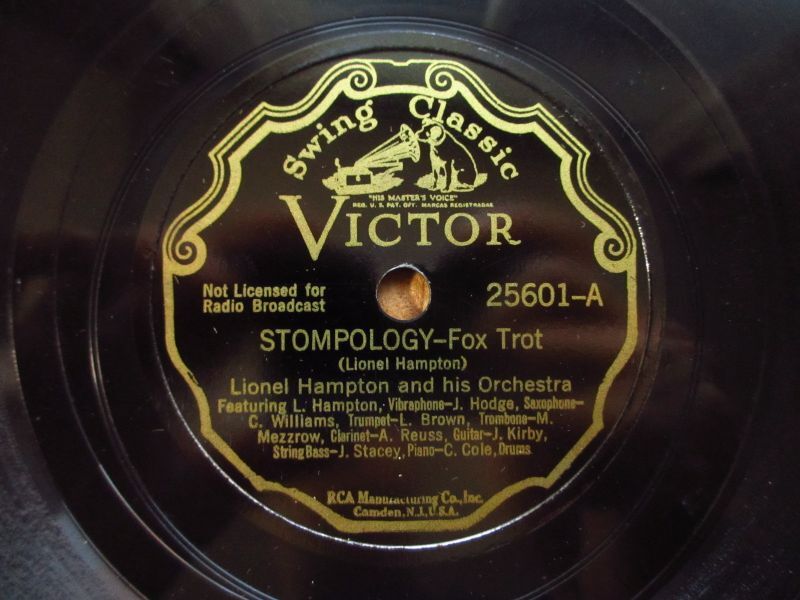 Swing Classic
"HIS MASTER'S VOICE"
REG. U. S. PAT. OFF. MARCAS REGISTRADAS
VICTOR
Not Licensed for
Radio Broadcast
25601-A
STOMPOLOGY-Fox Trot
(Lionel Hampton)
Lionel Hampton and his Orchestra
Featuring L. Hampton, Vibraphone-J. Hodge, Saxophone-
C. Williams, Trumpet-L. Brown, Trombone-M.
Mezzrow, Clarinet-A. Reuss, Guitar-J. Kirby,
String Bass-J. Stacey, Piano-C. Cole, Drums
RCA Manufacturing Co., Inc.
Camden, N.J., U.S.A.